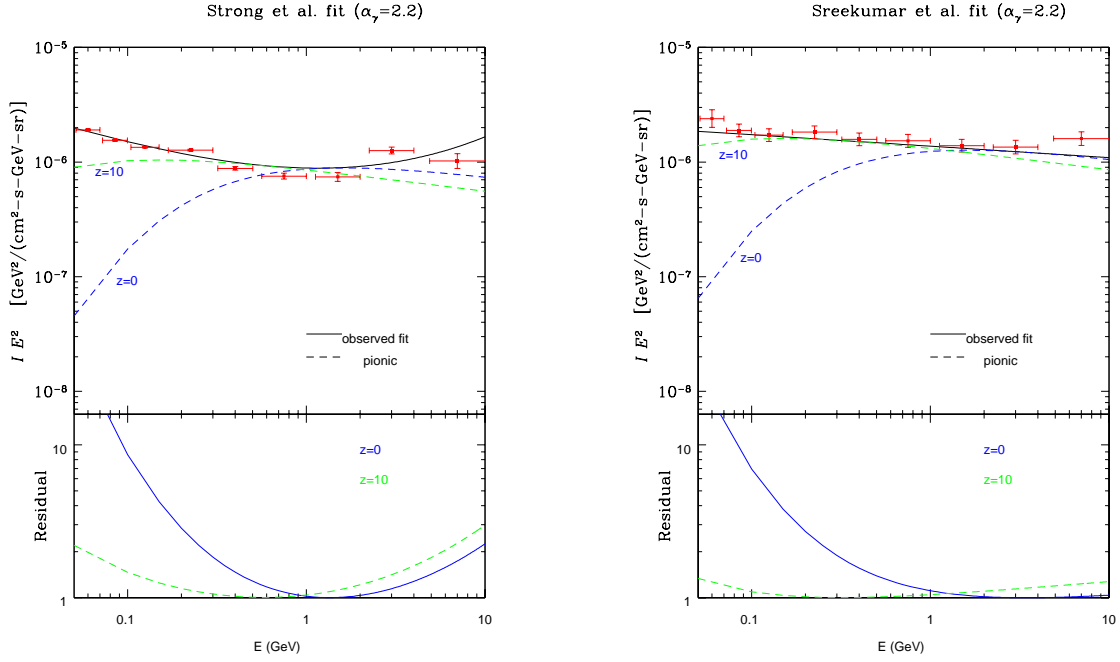 Strong et al. fit (αγ=2.2)
10⁻⁵
10⁻⁶
10⁻⁷
10⁻⁸
I E² [GeV²/(cm²−s−GeV−sr)]
z=10
z=0
observed fit
pionic
10
1
Residual
z=0
z=10
0.1
1
10
E (GeV)
Sreekumar et al. fit (αγ=2.2)
10⁻⁵
10⁻⁶
10⁻⁷
10⁻⁸
I E² [GeV²/(cm²−s−GeV−sr)]
z=10
z=0
observed fit
pionic
10
1
Residual
z=0
z=10
0.1
1
10
E (GeV)